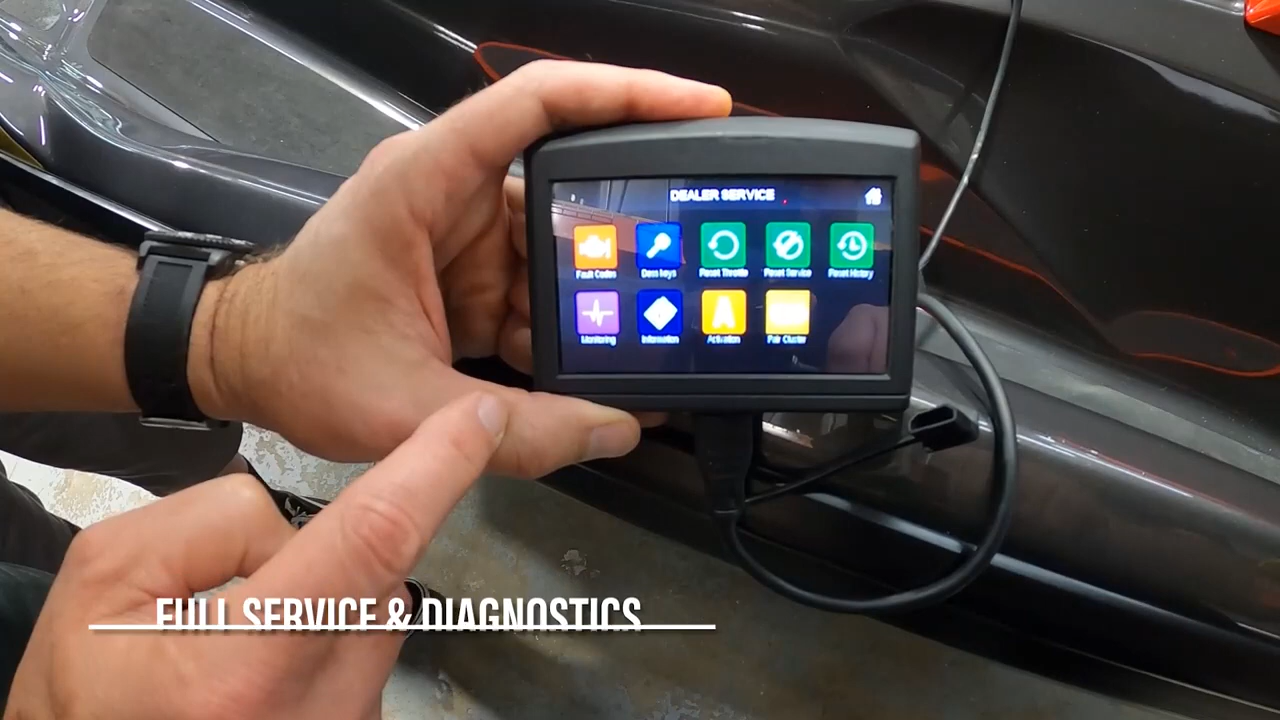 DEALER SERVICE
Fault Codes
Dess keys
Reset Throttle
Reset Service
Reset History
Monitoring
Information
Activation
Pair Cluster
FULL SERVICE & DIAGNOSTICS